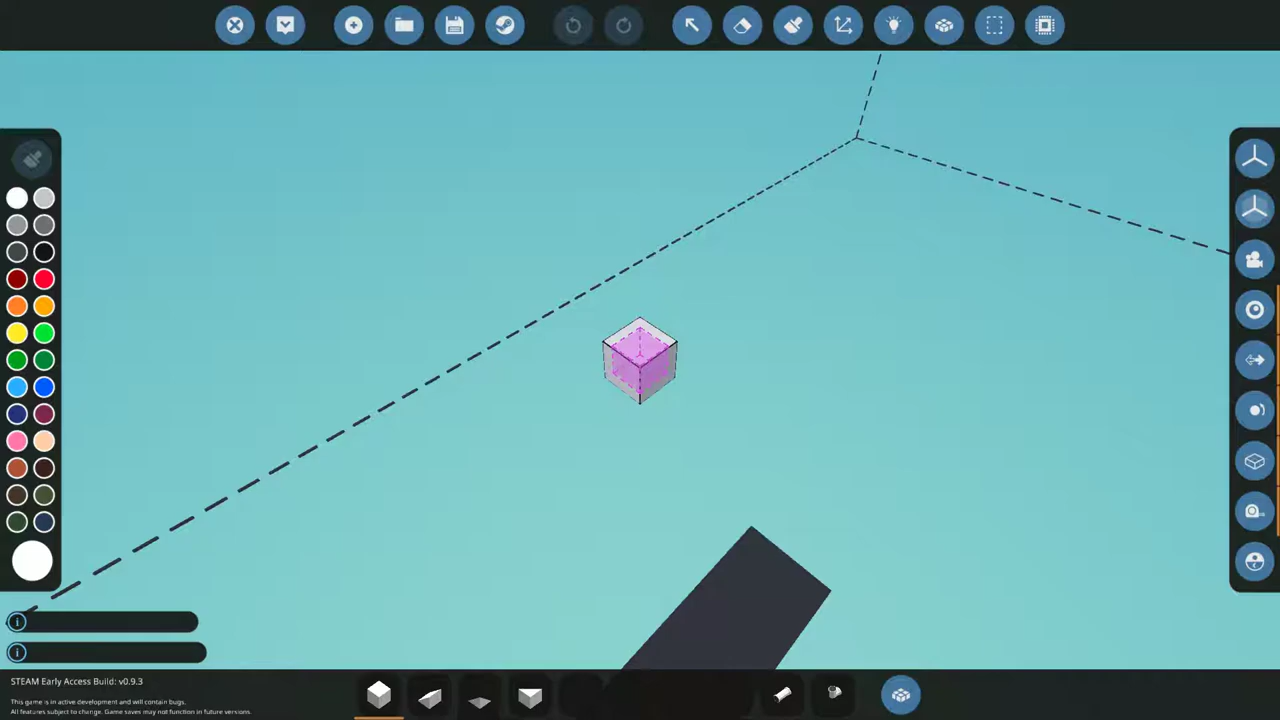 STEAM Early Access Build: v0.9.3
This game is in active development and will contain bugs.
All features subject to change. Game saves may not function in future versions.